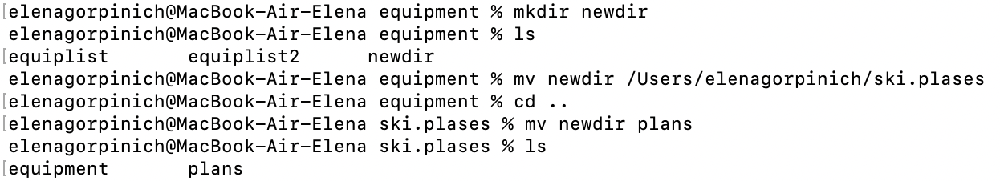 [elenagorpinich@MacBook-Air-Elena equipment % mkdir newdir
elenagorpinich@MacBook-Air-Elena equipment % ls
[equiplist equiplist2 newdir
elenagorpinich@MacBook-Air-Elena equipment % mv newdir /Users/elenagorpinich/ski.plases
[elenagorpinich@MacBook-Air-Elena equipment % cd ..
[elenagorpinich@MacBook-Air-Elena ski.plases % mv newdir plans
elenagorpinich@MacBook-Air-Elena ski.plases % ls
[equipment plans